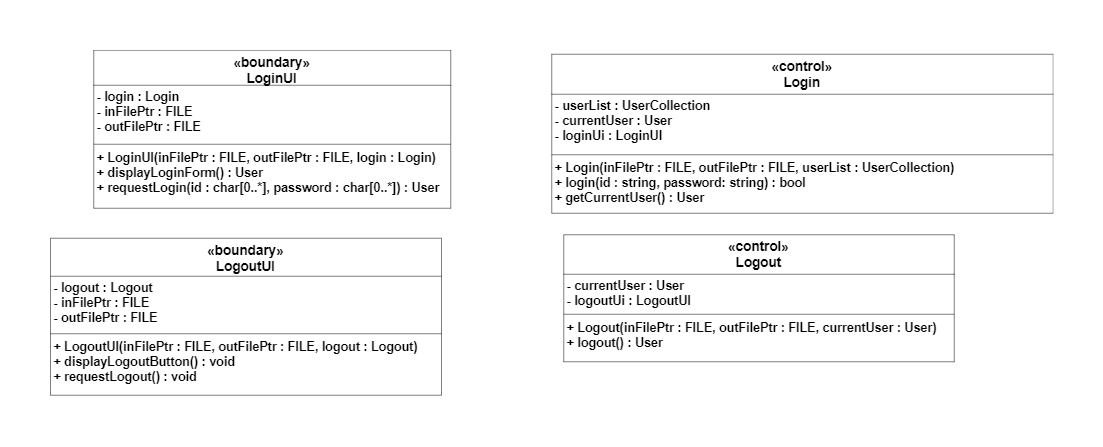 «boundary»
LoginUI
- login : Login
- inFilePtr : FILE
- outFilePtr : FILE
+ LoginUI(inFilePtr : FILE, outFilePtr : FILE, login : Login)
+ displayLoginForm() : User
+ requestLogin(id : char[0..*], password : char[0..*]) : User
«control»
Login
- userList : UserCollection
- currentUser : User
- loginUi : LoginUI
+ Login(inFilePtr : FILE, outFilePtr : FILE, userList : UserCollection)
+ login(id : string, password: string) : bool
+ getCurrentUser() : User
«boundary»
LogoutUI
- logout : Logout
- inFilePtr : FILE
- outFilePtr : FILE
+ LogoutUI(inFilePtr : FILE, outFilePtr : FILE, logout : Logout)
+ displayLogoutButton() : void
+ requestLogout() : void
«control»
Logout
- currentUser : User
- logoutUi : LogoutUI
+ Logout(inFilePtr : FILE, outFilePtr : FILE, currentUser : User)
+ logout() : User